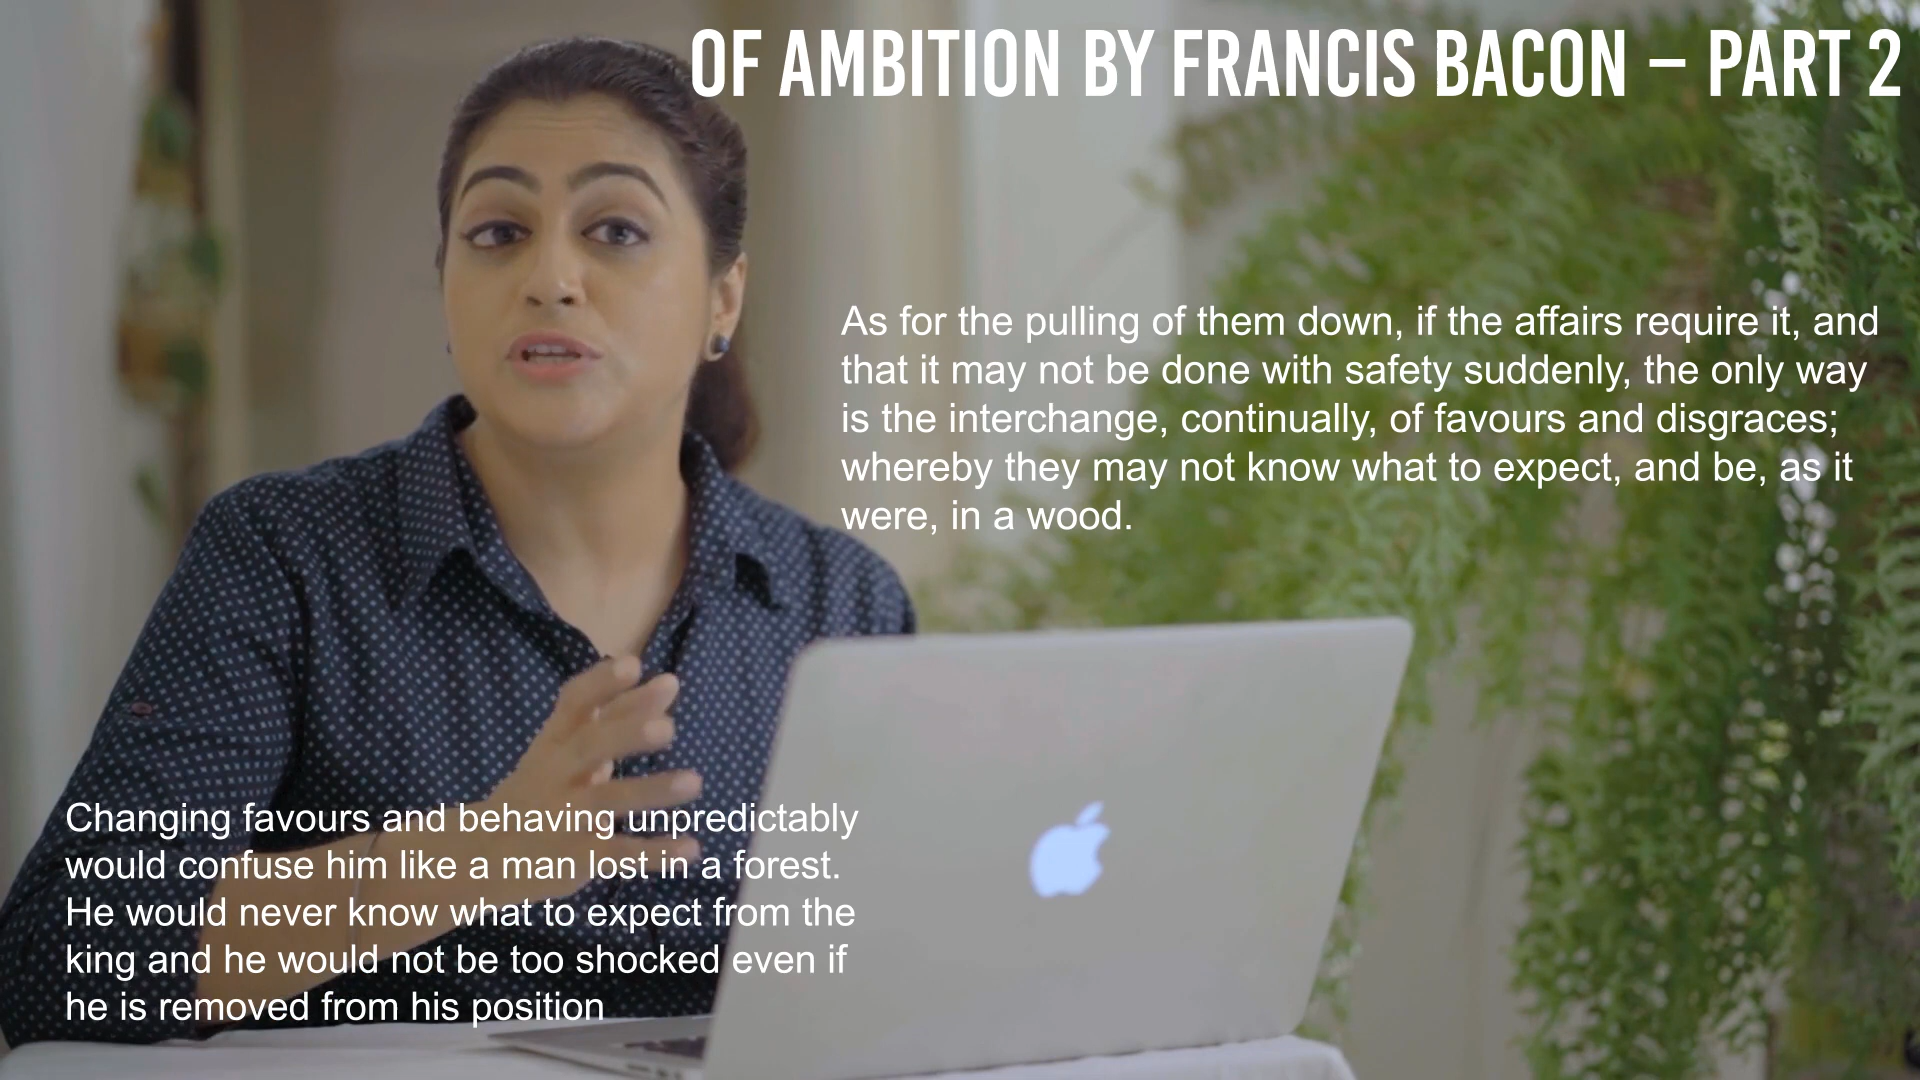 OF AMBITION BY FRANCIS BACON – PART 2
As for the pulling of them down, if the affairs require it, and
that it may not be done with safety suddenly, the only way
is the interchange, continually, of favours and disgraces;
whereby they may not know what to expect, and be, as it
were, in a wood.
Changing favours and behaving unpredictably
would confuse him like a man lost in a forest.
He would never know what to expect from the
king and he would not be too shocked even if
he is removed from his position